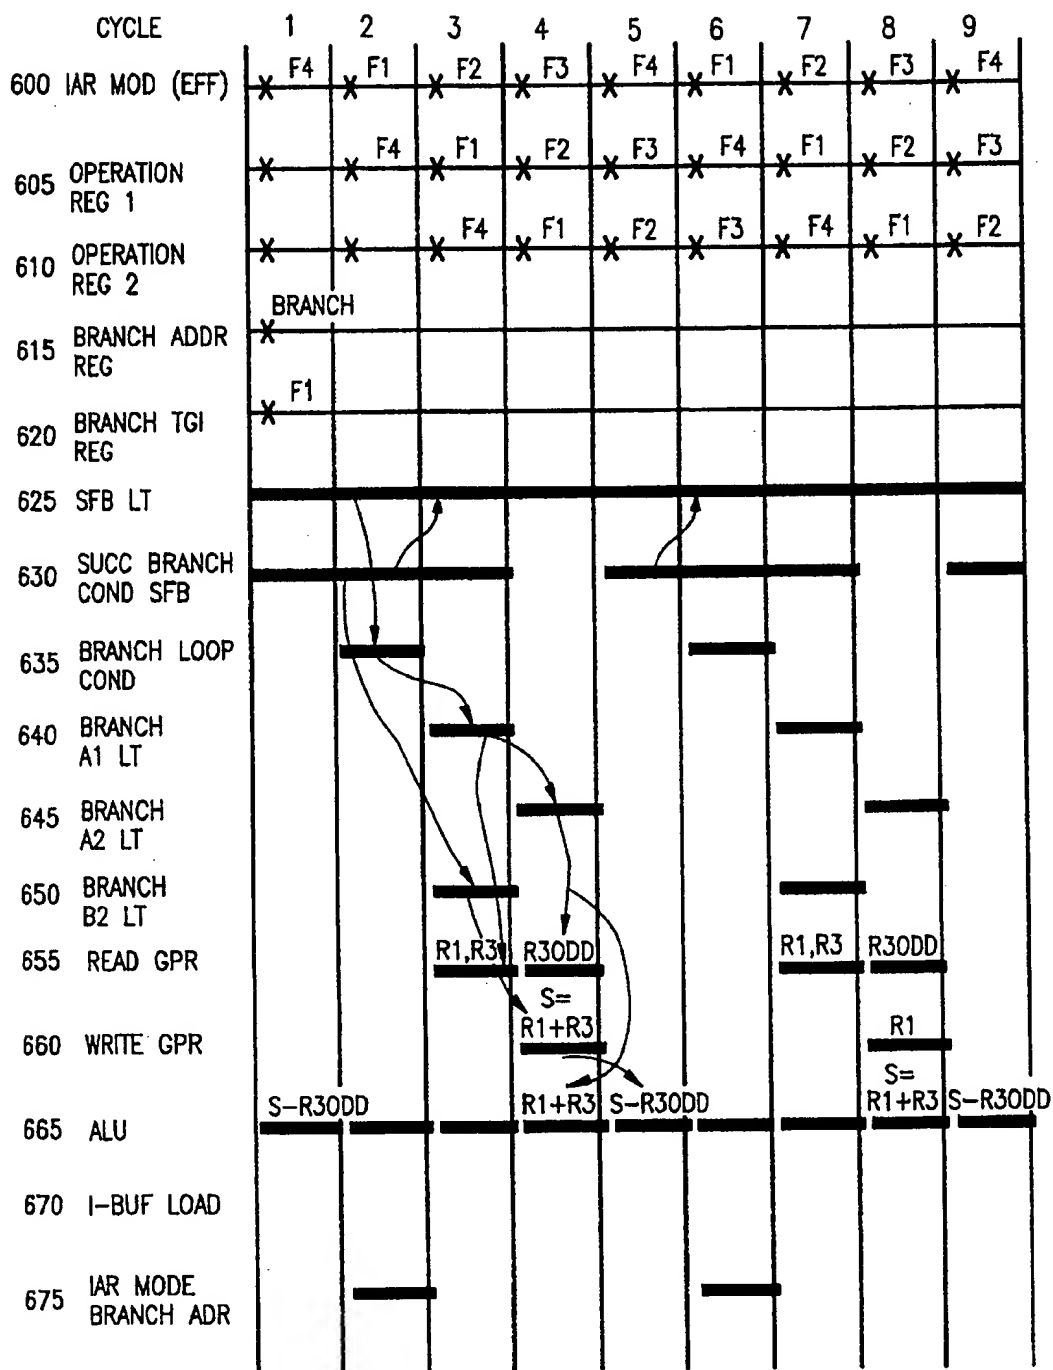 CYCLE 1 2 3 4 5 6 7 8 9
600 IAR MOD (EFF) F4 F1 F2 F3 F4 F1 F2 F3 F4
605 OPERATION REG 1 F4 F1 F2 F3 F4 F1 F2 F3
610 OPERATION REG 2 F4 F1 F2 F3 F4 F1 F2
BRANCH
615 BRANCH ADDR REG
F1
620 BRANCH TGI REG
625 SFB LT
630 SUCC BRANCH COND SFB
635 BRANCH LOOP COND
640 BRANCH A1 LT
645 BRANCH A2 LT
650 BRANCH B2 LT
655 READ GPR R1,R3 R3ODD R1,R3 R3ODD
S=
660 WRITE GPR R1+R3 R1
S=
S-R3ODD R1+R3 S-R3ODD R1+R3 S-R3ODD
665 ALU
670 I-BUF LOAD
675 IAR MODE BRANCH ADR